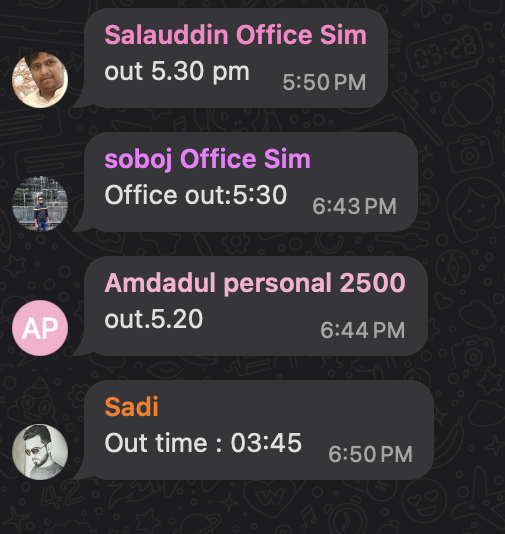 Salauddin Office Sim
out 5.30 pm
5:50 PM
soboj Office Sim
Office out:5:30
6:43 PM
Amdadul personal 2500
out.5.20
6:44 PM
AP
Sadi
Out time : 03:45
6:50 PM